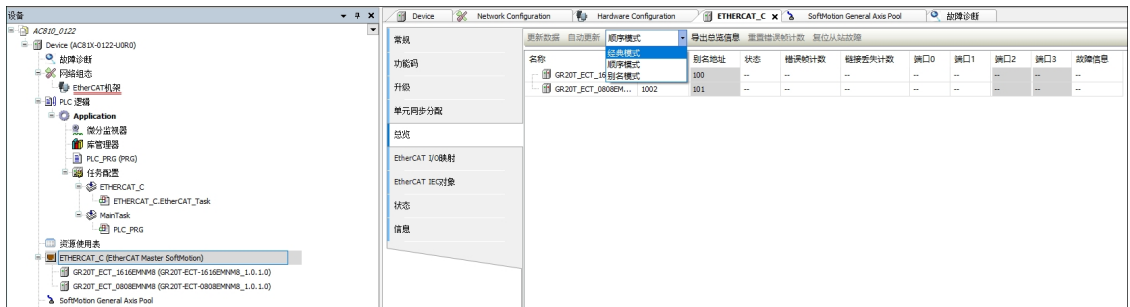 设备
AC810_0122
Device (AC81X-0122-U0R0)
故障诊断
网络组态
EtherCAT机架
PLC 逻辑
Application
微分监视器
库管理器
PLC_PRG (PRG)
任务配置
ETHERCAT_C
ETHERCAT_C.EtherCAT_Task
MainTask
PLC_PRG
资源使用表
ETHERCAT_C (EtherCAT Master SoftMotion)
GR20T_ECT_1616EMNM8 (GR20T-ECT-1616EMNM8_1.0.1.0)
GR20T_ECT_0808EMNM8 (GR20T-ECT-0808EMNM8_1.0.1.0)
SoftMotion General Axis Pool
Device Network Configuration Hardware Configuration ETHERCAT_C SoftMotion General Axis Pool 故障诊断
常规
功能码
升级
单元同步分配
总览
EtherCAT I/O映射
EtherCAT IEC对象
状态
信息
更新数据 自动更新 顺序模式 导出总览信息 重置错误帧计数 复位从站故障
经典模式
顺序模式
别名模式
名称 别名地址 状态 错误帧计数 链接丢失计数 端口0 端口1 端口2 端口3 故障信息
GR20T_ECT_16 100 -- -- -- -- -- -- -- --
GR20T_ECT_0808EM... 1002 101 -- -- -- -- -- -- -- --